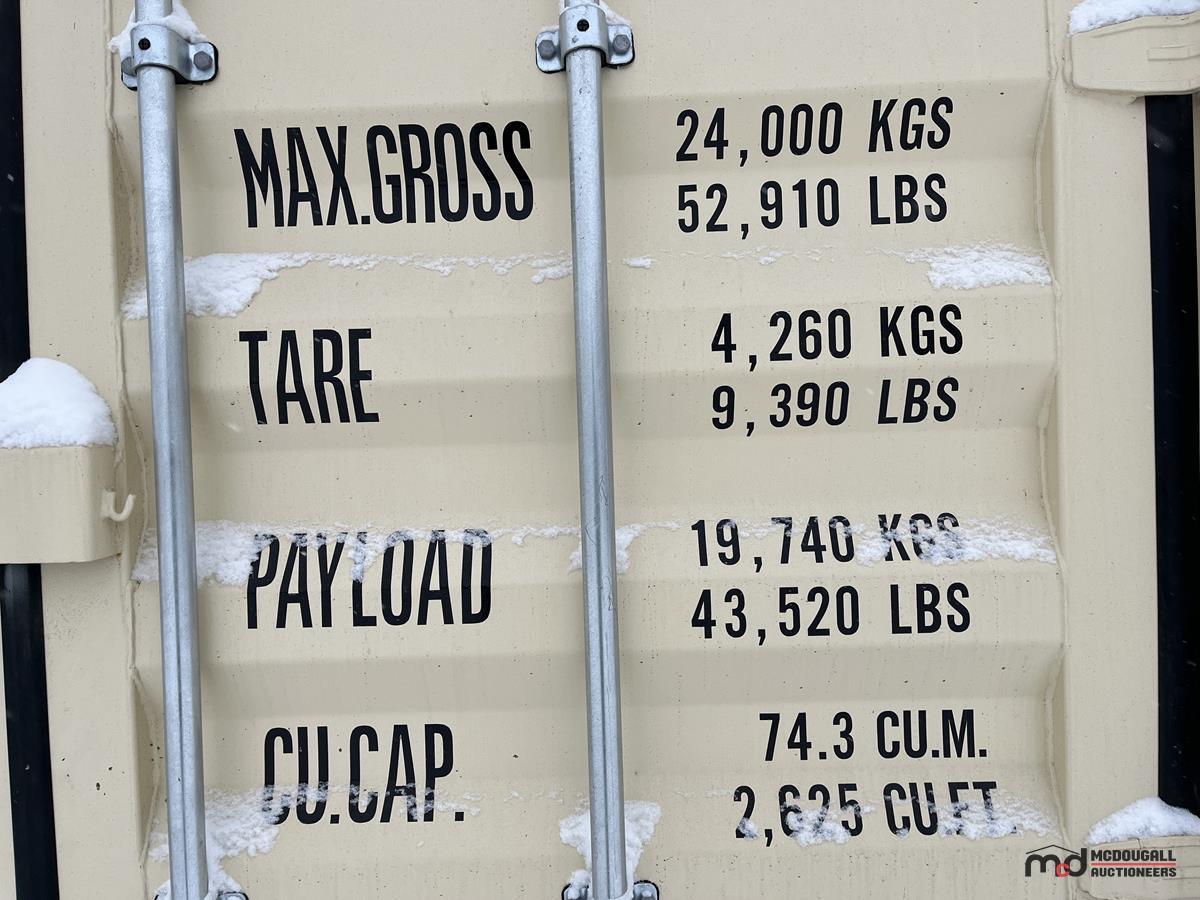 MAX.GROSS 24,000 KGS
52,910 LBS
TARE 4,260 KGS
9,390 LBS
PAYLOAD 19,740 KGS
43,520 LBS
CU.CAP. 74.3 CU.M.
2,625 CU.FT.
md MCDOUGALL
AUCTIONEERS